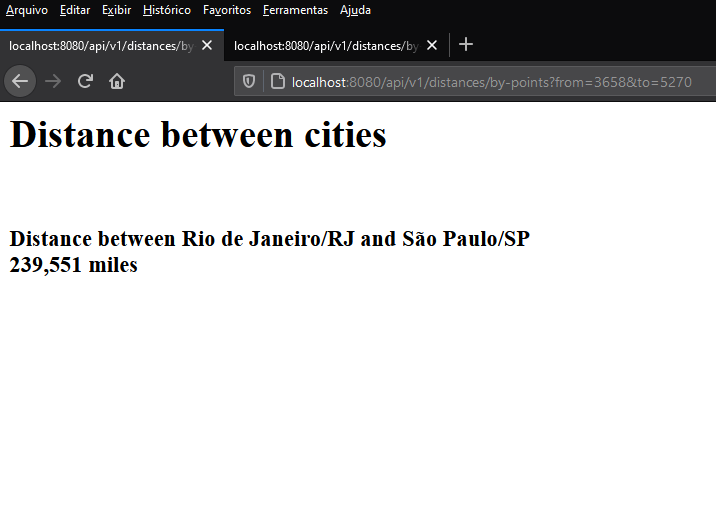 Arquivo Editar Exibir Histórico Favoritos Ferramentas Ajuda
localhost:8080/api/v1/distances/by localhost:8080/api/v1/distances/by
localhost:8080/api/v1/distances/by-points?from=3658&to=5270
Distance between cities
Distance between Rio de Janeiro/RJ and São Paulo/SP
239,551 miles